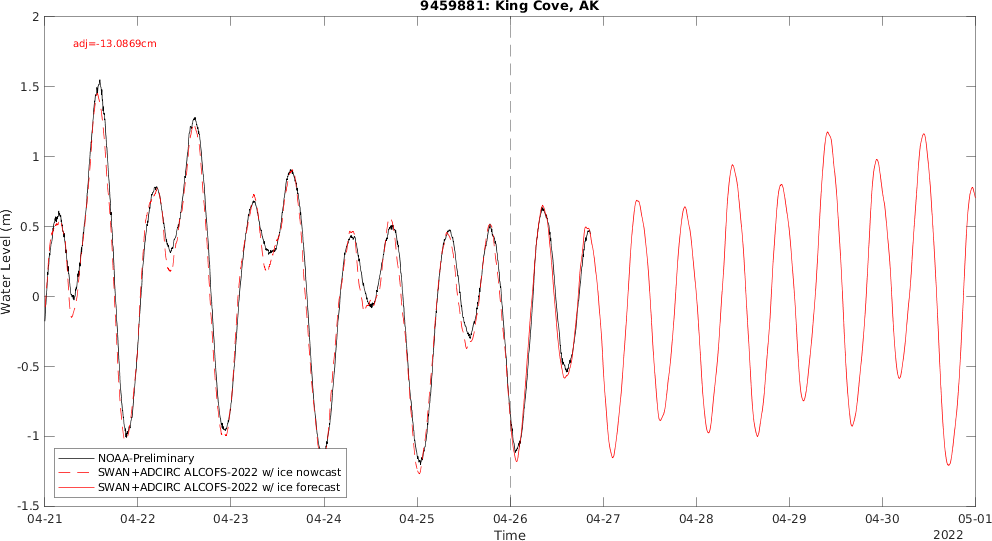 9459881: King Cove, AK
adj=-13.0869cm
Water Level (m)
2
1.5
1
0.5
0
-0.5
-1
-1.5
NOAA-Preliminary
SWAN+ADCIRC ALCOFS-2022 w/ ice nowcast
SWAN+ADCIRC ALCOFS-2022 w/ ice forecast
04-21 04-22 04-23 04-24 04-25 04-26 04-27 04-28 04-29 04-30 05-01
Time
2022